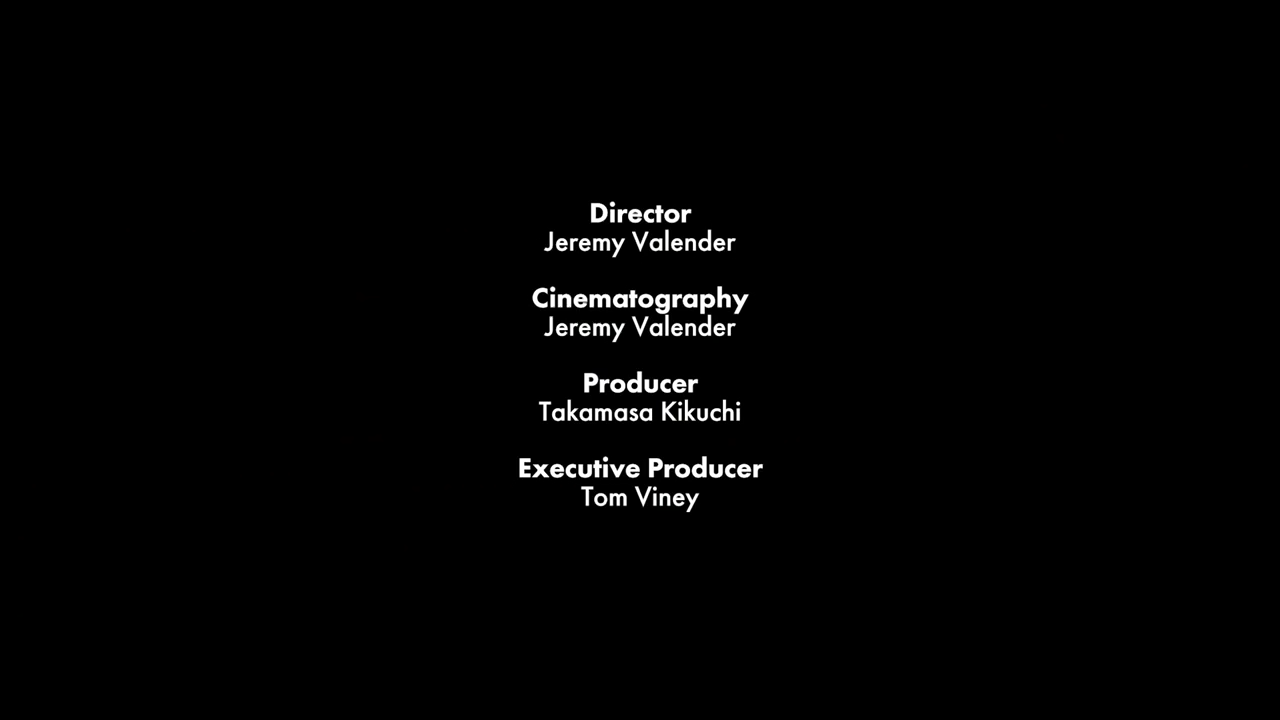 Director
Jeremy Valender
Cinematography
Jeremy Valender
Producer
Takamasa Kikuchi
Executive Producer
Tom Viney